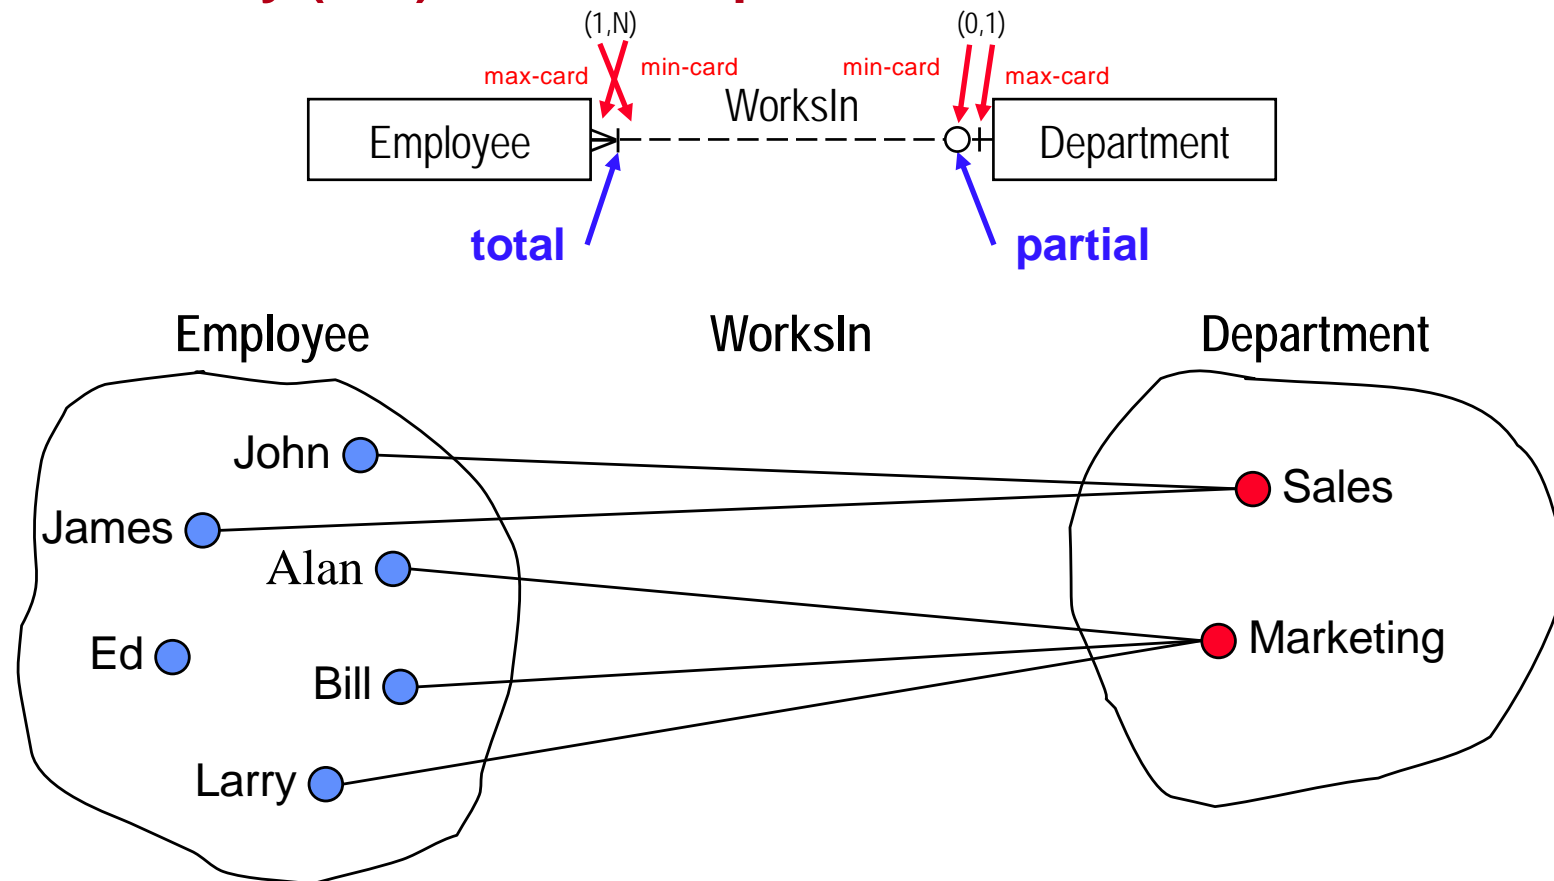 (1,N) (0,1)
max-card min-card min-card max-card
WorksIn
Employee Department
total partial
Employee WorksIn Department
John
Sales
James
Alan
Marketing
Ed
Bill
Larry